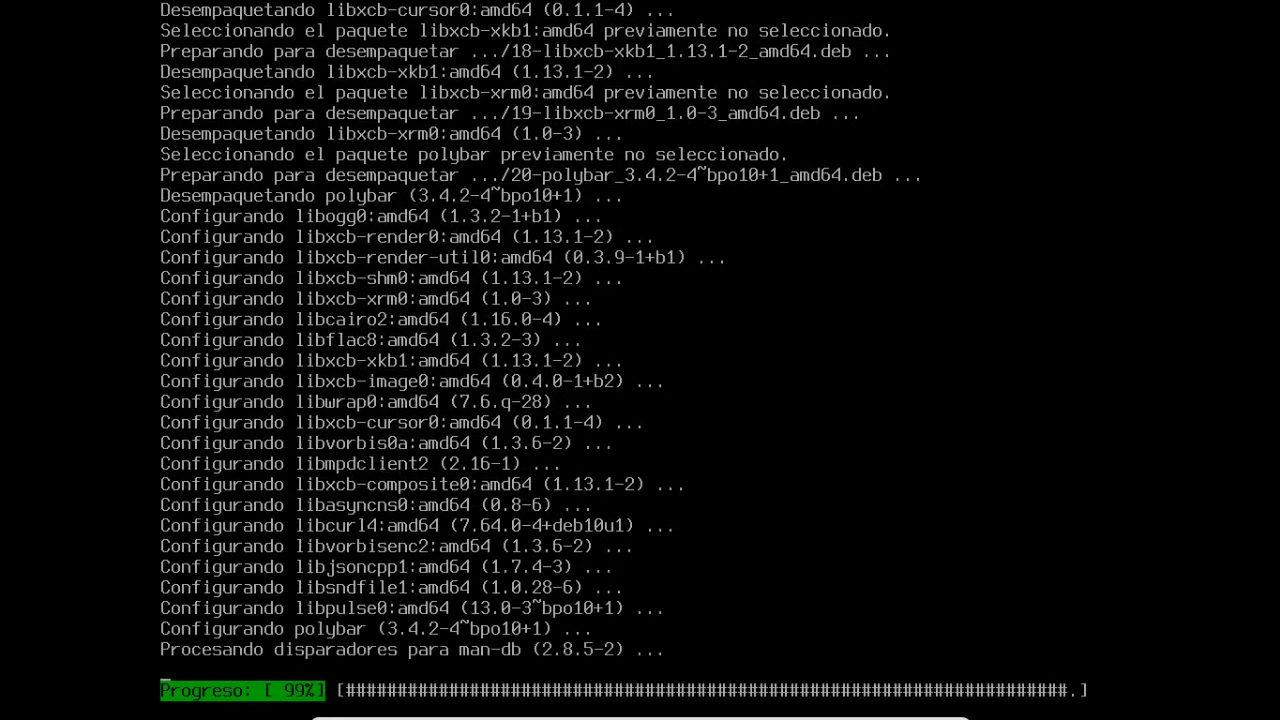 Desempaquetando libxcb-cursor0:amd64 (0.1.1-4) ...
Seleccionando el paquete libxcb-xkb1:amd64 previamente no seleccionado.
Preparando para desempaquetar .../18-libxcb-xkb1_1.13.1-2_amd64.deb ...
Desempaquetando libxcb-xkb1:amd64 (1.13.1-2) ...
Seleccionando el paquete libxcb-xrm0:amd64 previamente no seleccionado.
Preparando para desempaquetar .../19-libxcb-xrm0_1.0-3_amd64.deb ...
Desempaquetando libxcb-xrm0:amd64 (1.0-3) ...
Seleccionando el paquete polybar previamente no seleccionado.
Preparando para desempaquetar .../20-polybar_3.4.2-4~bpo10+1_amd64.deb ...
Desempaquetando polybar (3.4.2-4~bpo10+1) ...
Configurando libogg0:amd64 (1.3.2-1+b1) ...
Configurando libxcb-render0:amd64 (1.13.1-2) ...
Configurando libxcb-render-util0:amd64 (0.3.9-1+b1) ...
Configurando libxcb-shm0:amd64 (1.13.1-2) ...
Configurando libxcb-xrm0:amd64 (1.0-3) ...
Configurando libcairo2:amd64 (1.16.0-4) ...
Configurando libflac8:amd64 (1.3.2-3) ...
Configurando libxcb-xkb1:amd64 (1.13.1-2) ...
Configurando libxcb-image0:amd64 (0.4.0-1+b2) ...
Configurando libwrap0:amd64 (7.6.q-28) ...
Configurando libxcb-cursor0:amd64 (0.1.1-4) ...
Configurando libvorbis0a:amd64 (1.3.6-2) ...
Configurando libmpdclient2 (2.16-1) ...
Configurando libxcb-composite0:amd64 (1.13.1-2) ...
Configurando libasyncns0:amd64 (0.8-6) ...
Configurando libcurl4:amd64 (7.64.0-4+deb10u1) ...
Configurando libvorbisenc2:amd64 (1.3.6-2) ...
Configurando libjsoncpp1:amd64 (1.7.4-3) ...
Configurando libsndfile1:amd64 (1.0.28-6) ...
Configurando libpulse0:amd64 (13.0-3~bpo10+1) ...
Configurando polybar (3.4.2-4~bpo10+1) ...
Procesando disparadores para man-db (2.8.5-2) ...
Progreso: [ 99%] [######################################################################.]